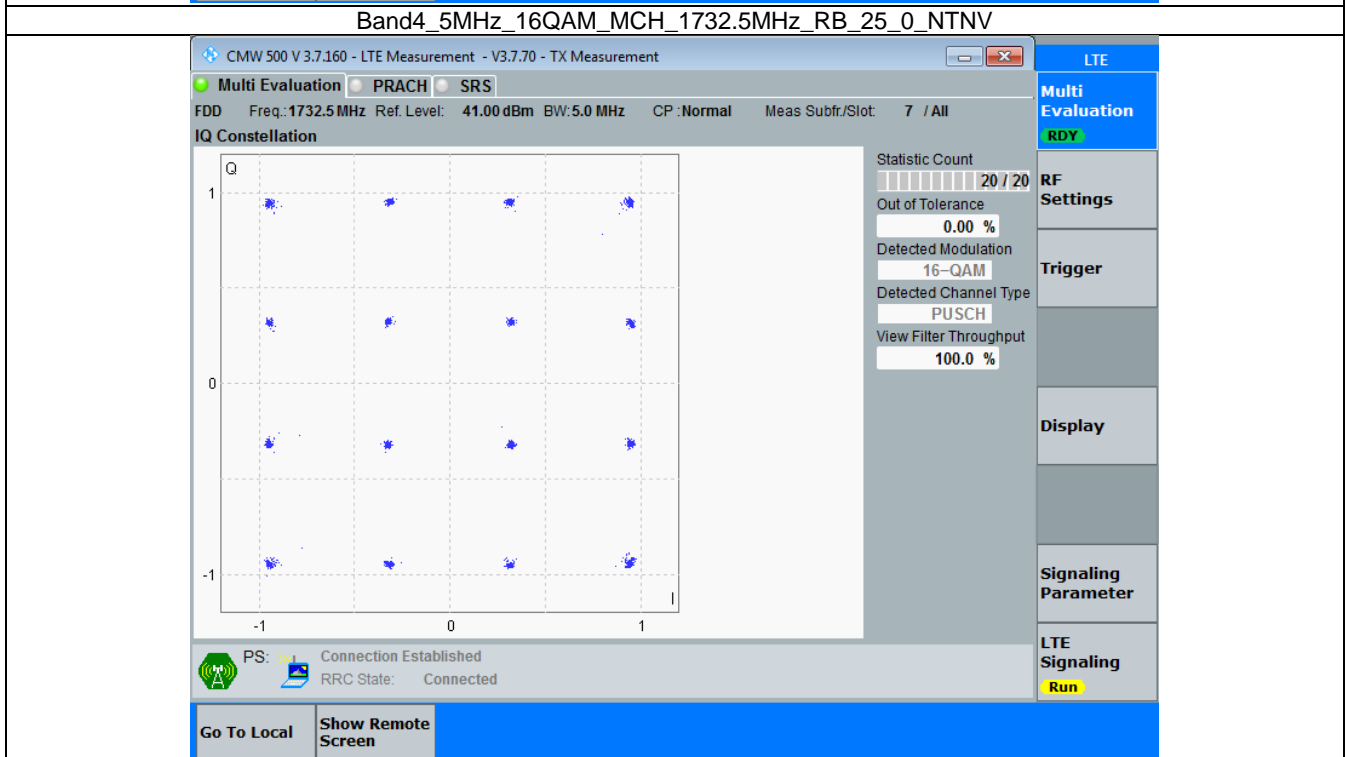 Band4_5MHz_16QAM_MCH_1732.5MHz_RB_25_0_NTNV
CMW 500 V 3.7.160 - LTE Measurement - V3.7.70 - TX Measurement
LTE
Multi Evaluation PRACH SRS
Multi
Evaluation
RDY
FDD Freq.: 1732.5 MHz Ref. Level: 41.00 dBm BW: 5.0 MHz CP : Normal Meas Subfr./Slot: 7 / All
IQ Constellation
Q
1
0
-1
I
-1 0 1
Statistic Count
20 / 20
Out of Tolerance
0.00 %
Detected Modulation
16-QAM
Detected Channel Type
PUSCH
View Filter Throughput
100.0 %
RF
Settings
Trigger
Display
Signaling
Parameter
LTE
Signaling
Run
PS: Connection Established
RRC State: Connected
Go To Local
Show Remote
Screen